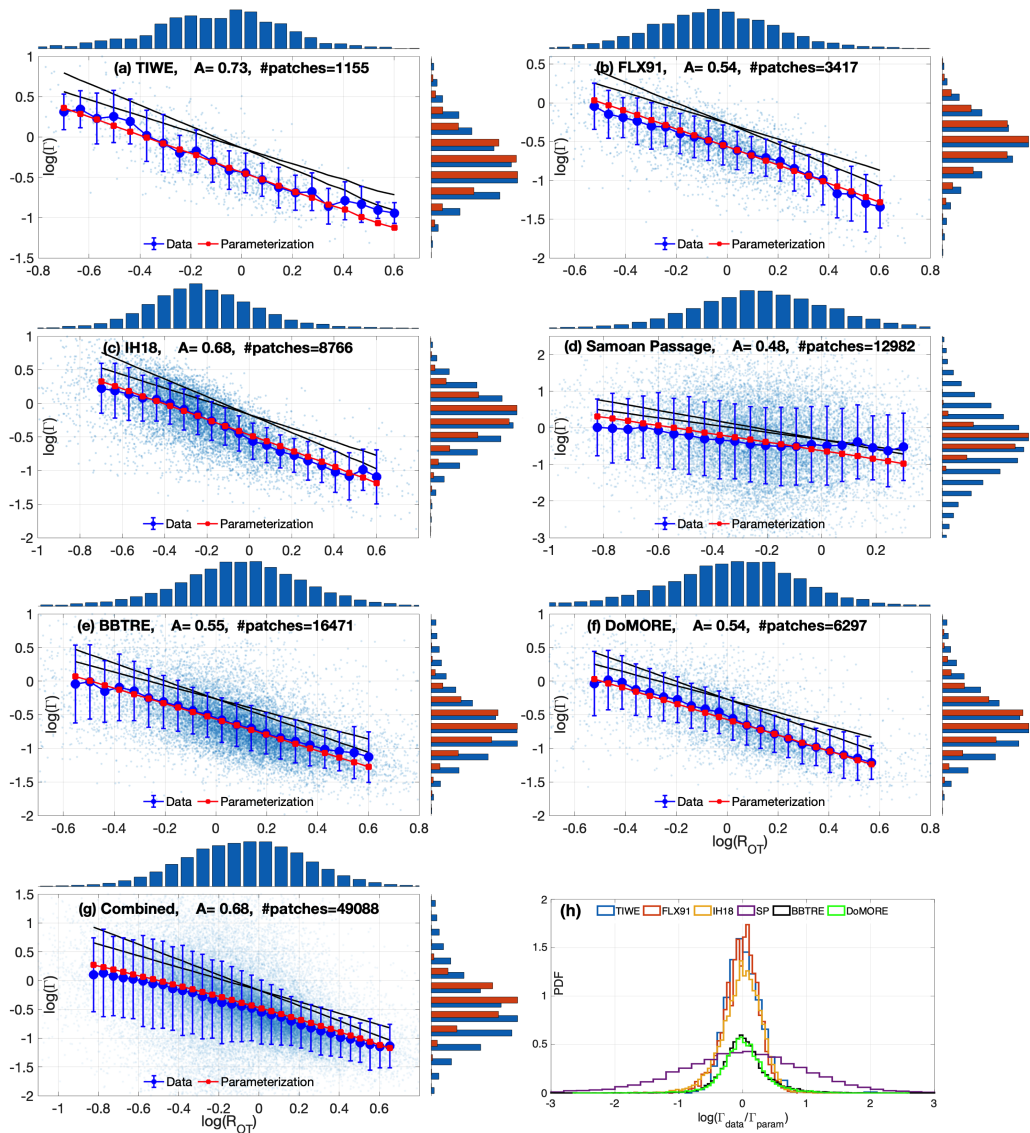 (a) TIWE, A= 0.73, #patches=1155
log(Γ)
0.5
0
-0.5
-1
-1.5
Data Parameterization
-0.8 -0.6 -0.4 -0.2 0 0.2 0.4 0.6 0.8
(b) FLX91, A= 0.54, #patches=3417
log(Γ)
0.5
0
-0.5
-1
-1.5
-2
Data Parameterization
-0.6 -0.4 -0.2 0 0.2 0.4 0.6 0.8
(c) IH18, A= 0.68, #patches=8766
log(Γ)
1
0.5
0
-0.5
-1
-1.5
-2
Data Parameterization
-1 -0.8 -0.6 -0.4 -0.2 0 0.2 0.4 0.6 0.8
(d) Samoan Passage, A= 0.48, #patches=12982
log(Γ)
2
1
0
-1
-2
-3
Data Parameterization
-1 -0.8 -0.6 -0.4 -0.2 0 0.2
(e) BBTRE, A= 0.55, #patches=16471
log(Γ)
1
0.5
0
-0.5
-1
-1.5
-2
Data Parameterization
-0.6 -0.4 -0.2 0 0.2 0.4 0.6 0.8
(f) DoMORE, A= 0.54, #patches=6297
log(Γ)
1
0.5
0
-0.5
-1
-1.5
-2
Data Parameterization
-0.6 -0.4 -0.2 0 0.2 0.4 0.6 0.8
log(R_OT)
(g) Combined, A= 0.68, #patches=49088
log(Γ)
1.5
1
0.5
0
-0.5
-1
-1.5
-2
Data Parameterization
-1 -0.8 -0.6 -0.4 -0.2 0 0.2 0.4 0.6 0.8
log(R_OT)
(h)
TIWE FLX91 IH18 SP BBTRE DoMORE
PDF
2
1.5
1
0.5
0
-3 -2 -1 0 1 2 3
log(Γ_data/Γ_param)